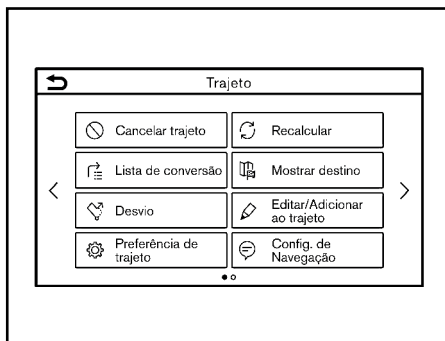 Trajeto
Cancelar trajeto
Recalcular
Lista de conversão
Mostrar destino
Desvio
Editar/Adicionar
ao trajeto
Preferência de
trajeto
Config. de
Navegação